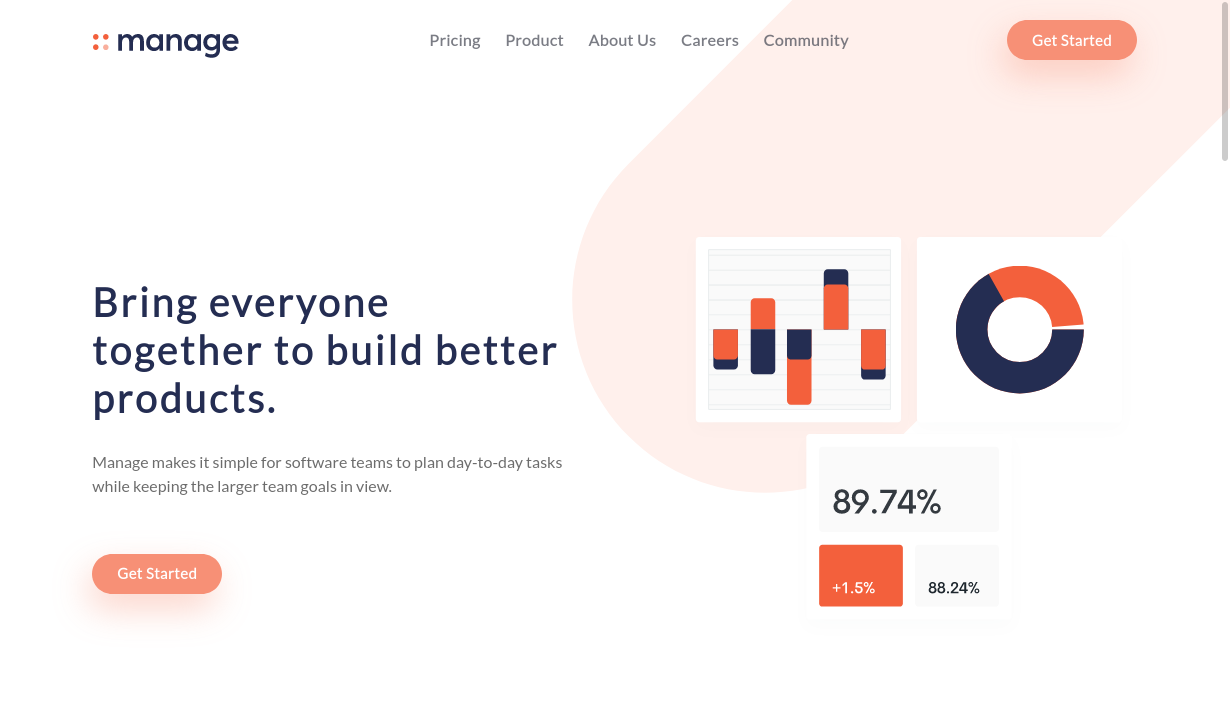 manage
Pricing
Product
About Us
Careers
Community
Get Started
Bring everyone
together to build better
products.
Manage makes it simple for software teams to plan day-to-day tasks
while keeping the larger team goals in view.
Get Started
89.74%
+1.5%
88.24%